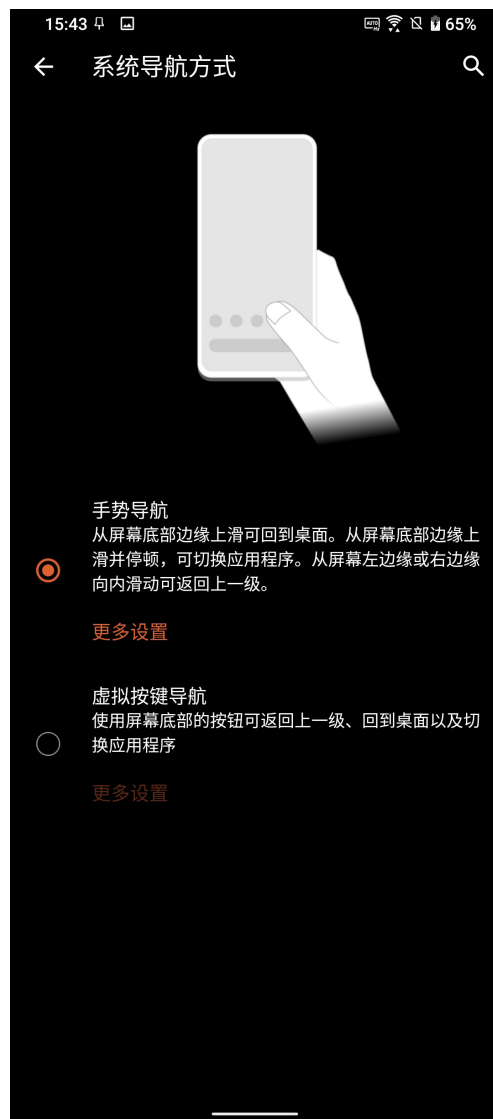 15:43 65%
系统导航方式
手势导航
从屏幕底部边缘上滑可回到桌面。从屏幕底部边缘上
滑并停顿，可切换应用程序。从屏幕左边缘或右边缘
向内滑动可返回上一级。
更多设置
虚拟按键导航
使用屏幕底部的按钮可返回上一级、回到桌面以及切
换应用程序
更多设置